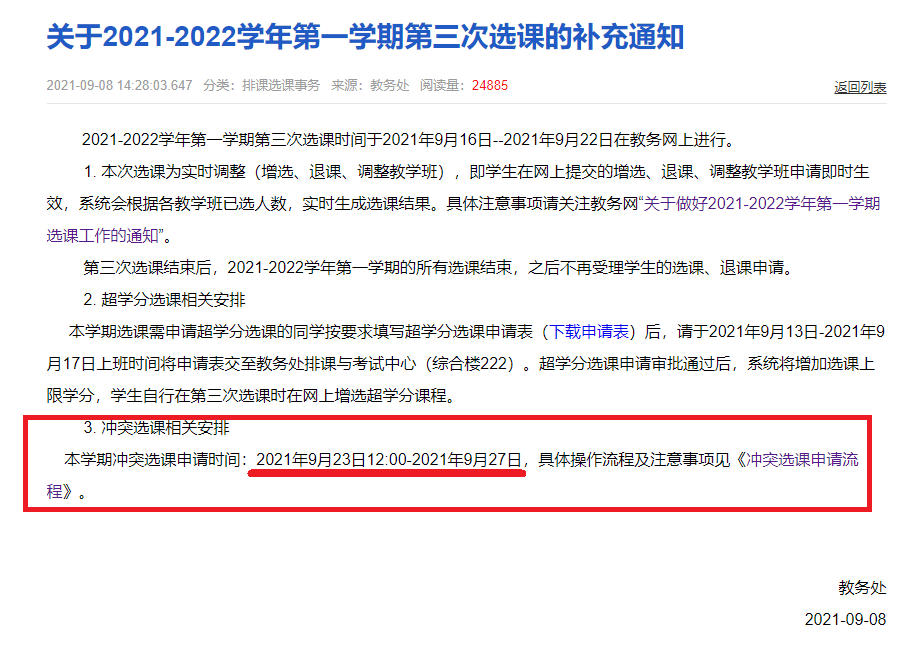 关于2021-2022学年第一学期第三次选课的补充通知
2021-09-08 14:28:03.647 分类：排课选课事务 来源：教务处 阅读量：24885
返回列表
2021-2022学年第一学期第三次选课时间于2021年9月16日--2021年9月22日在教务网上进行。
1. 本次选课为实时调整（增选、退课、调整教学班），即学生在网上提交的增选、退课、调整教学班申请即时生
效，系统会根据各教学班已选人数，实时生成选课结果。具体注意事项请关注教务网“关于做好2021-2022学年第一学期
选课工作的通知”。
第三次选课结束后，2021-2022学年第一学期的所有选课结束，之后不再受理学生的选课、退课申请。
2. 超学分选课相关安排
本学期选课需申请超学分选课的同学按要求填写超学分选课申请表（下载申请表）后，请于2021年9月13日-2021年9
月17日上班时间将申请表交至教务处排课与考试中心（综合楼222）。超学分选课申请审批通过后，系统将增加选课上
限学分，学生自行在第三次选课时在网上增选超学分课程。
3. 冲突选课相关安排
本学期冲突选课申请时间：2021年9月23日12:00-2021年9月27日，具体操作流程及注意事项见《冲突选课申请流
程》。
教务处
2021-09-08